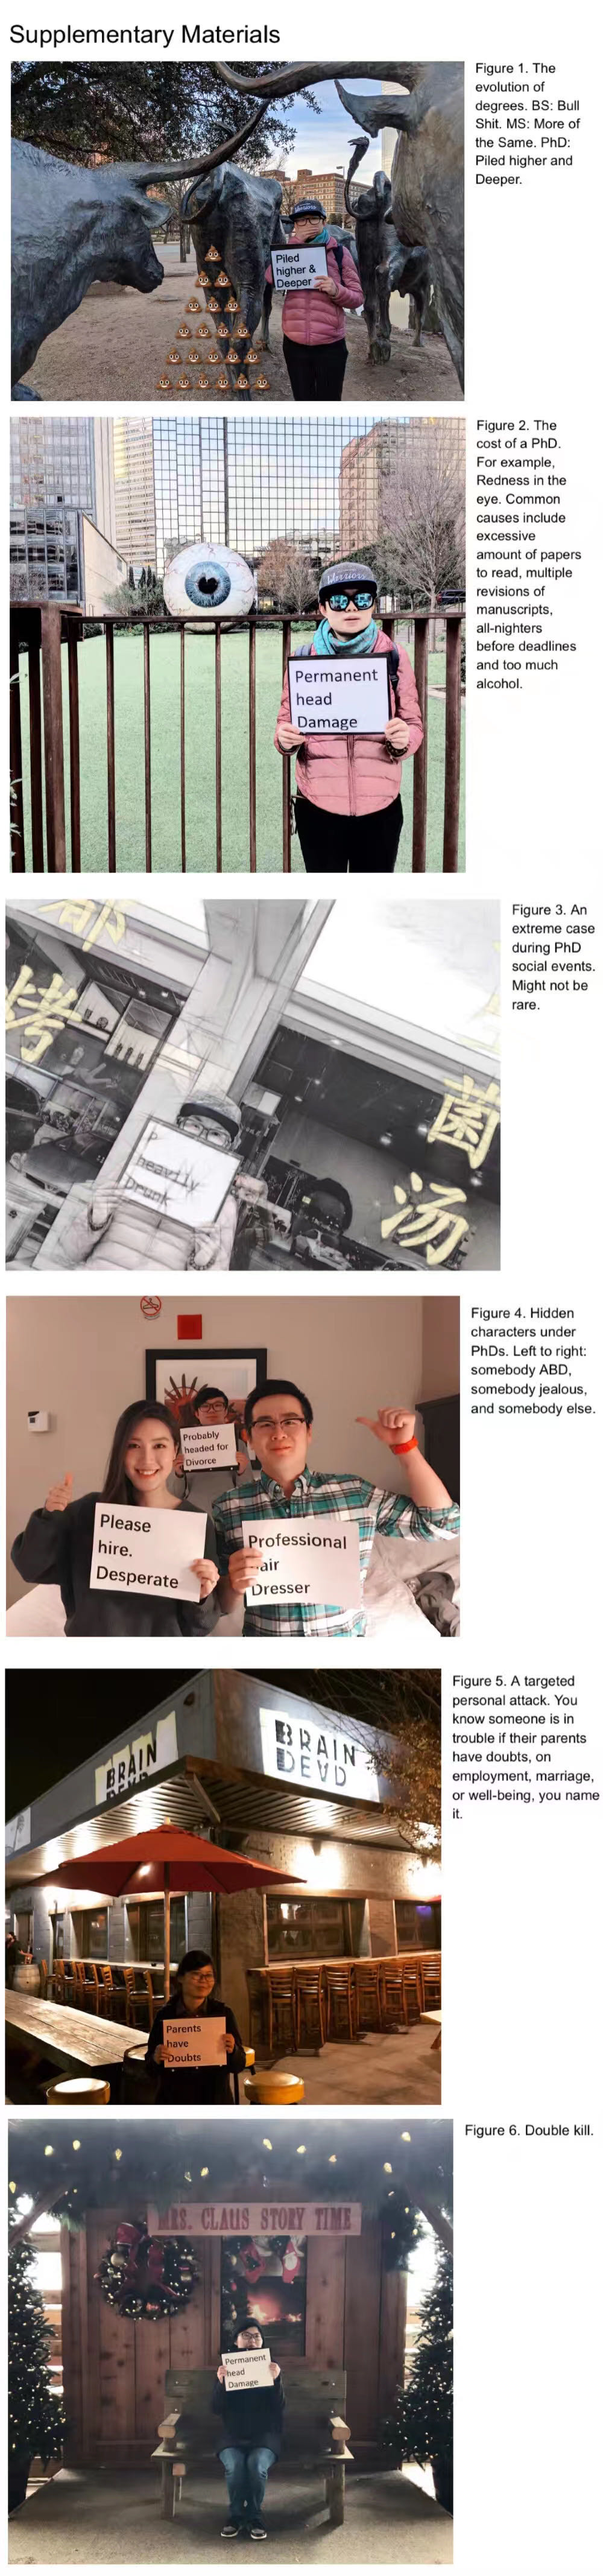 Supplementary Materials
Figure 1. The
evolution of
degrees. BS: Bull
Shit. MS: More of
the Same. PhD:
Piled higher and
Deeper.
Piled
higher &
Deeper
Figure 2. The
cost of a PhD.
For example,
Redness in the
eye. Common
causes include
excessive
amount of papers
to read, multiple
revisions of
manuscripts,
all-nighters
before deadlines
and too much
alcohol.
Permanent
head
Damage
Figure 3. An
extreme case
during PhD
social events.
Might not be
rare.
烤
菌
汤
P
heavily
Drunk
Figure 4. Hidden
characters under
PhDs. Left to right:
somebody ABD,
somebody jealous,
and somebody else.
Probably
headed for
Divorce
Please
hire.
Desperate
Professional
air
Dresser
Figure 5. A targeted
personal attack. You
know someone is in
trouble if their parents
have doubts, on
employment, marriage,
or well-being, you name
it.
BRAIN
BRAIN
DEVD
Parents
have
Doubts
Figure 6. Double kill.
MRS. CLAUS STORY TIME
Permanent
head
Damage